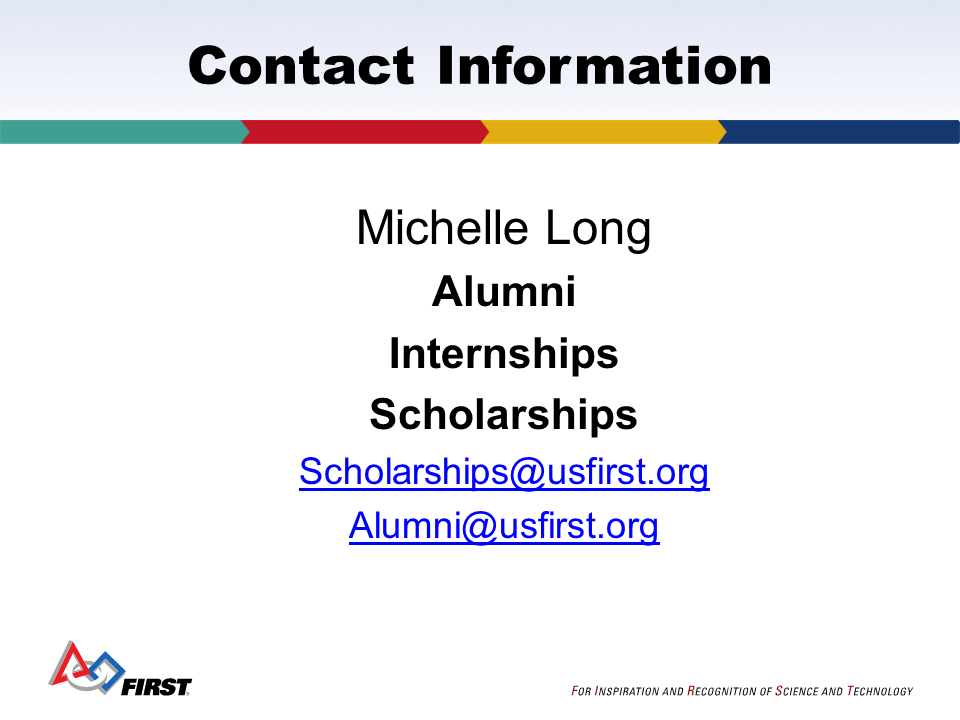 Contact Information
Michelle Long
Alumni
Internships
Scholarships
Scholarships@usfirst.org
Alumni@usfirst.org
FIRST®
FOR INSPIRATION AND RECOGNITION OF SCIENCE AND TECHNOLOGY